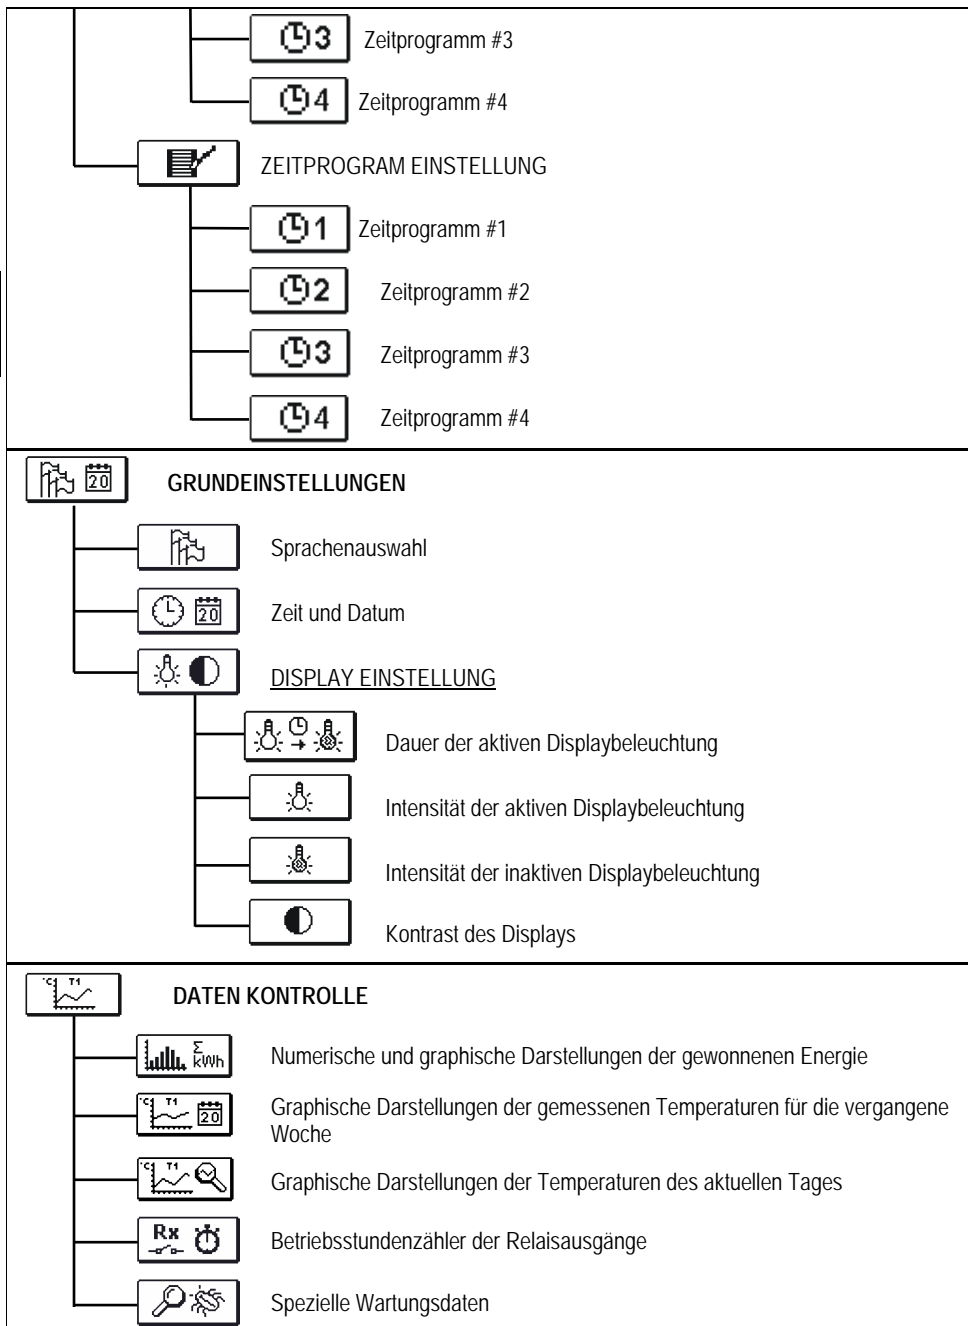 3 Zeitprogramm #3
4 Zeitprogramm #4
ZEITPROGRAM EINSTELLUNG
1 Zeitprogramm #1
2 Zeitprogramm #2
3 Zeitprogramm #3
4 Zeitprogramm #4
20 GRUNDEINSTELLUNGEN
Sprachenauswahl
20 Zeit und Datum
DISPLAY EINSTELLUNG
Dauer der aktiven Displaybeleuchtung
Intensität der aktiven Displaybeleuchtung
Intensität der inaktiven Displaybeleuchtung
Kontrast des Displays
°C T1 DATEN KONTROLLE
Σ kWh Numerische und graphische Darstellungen der gewonnenen Energie
°C T1 20 Graphische Darstellungen der gemessenen Temperaturen für die vergangene
Woche
°C T1 Graphische Darstellungen der Temperaturen des aktuellen Tages
Rx Betriebsstundenzähler der Relaisausgänge
Spezielle Wartungsdaten